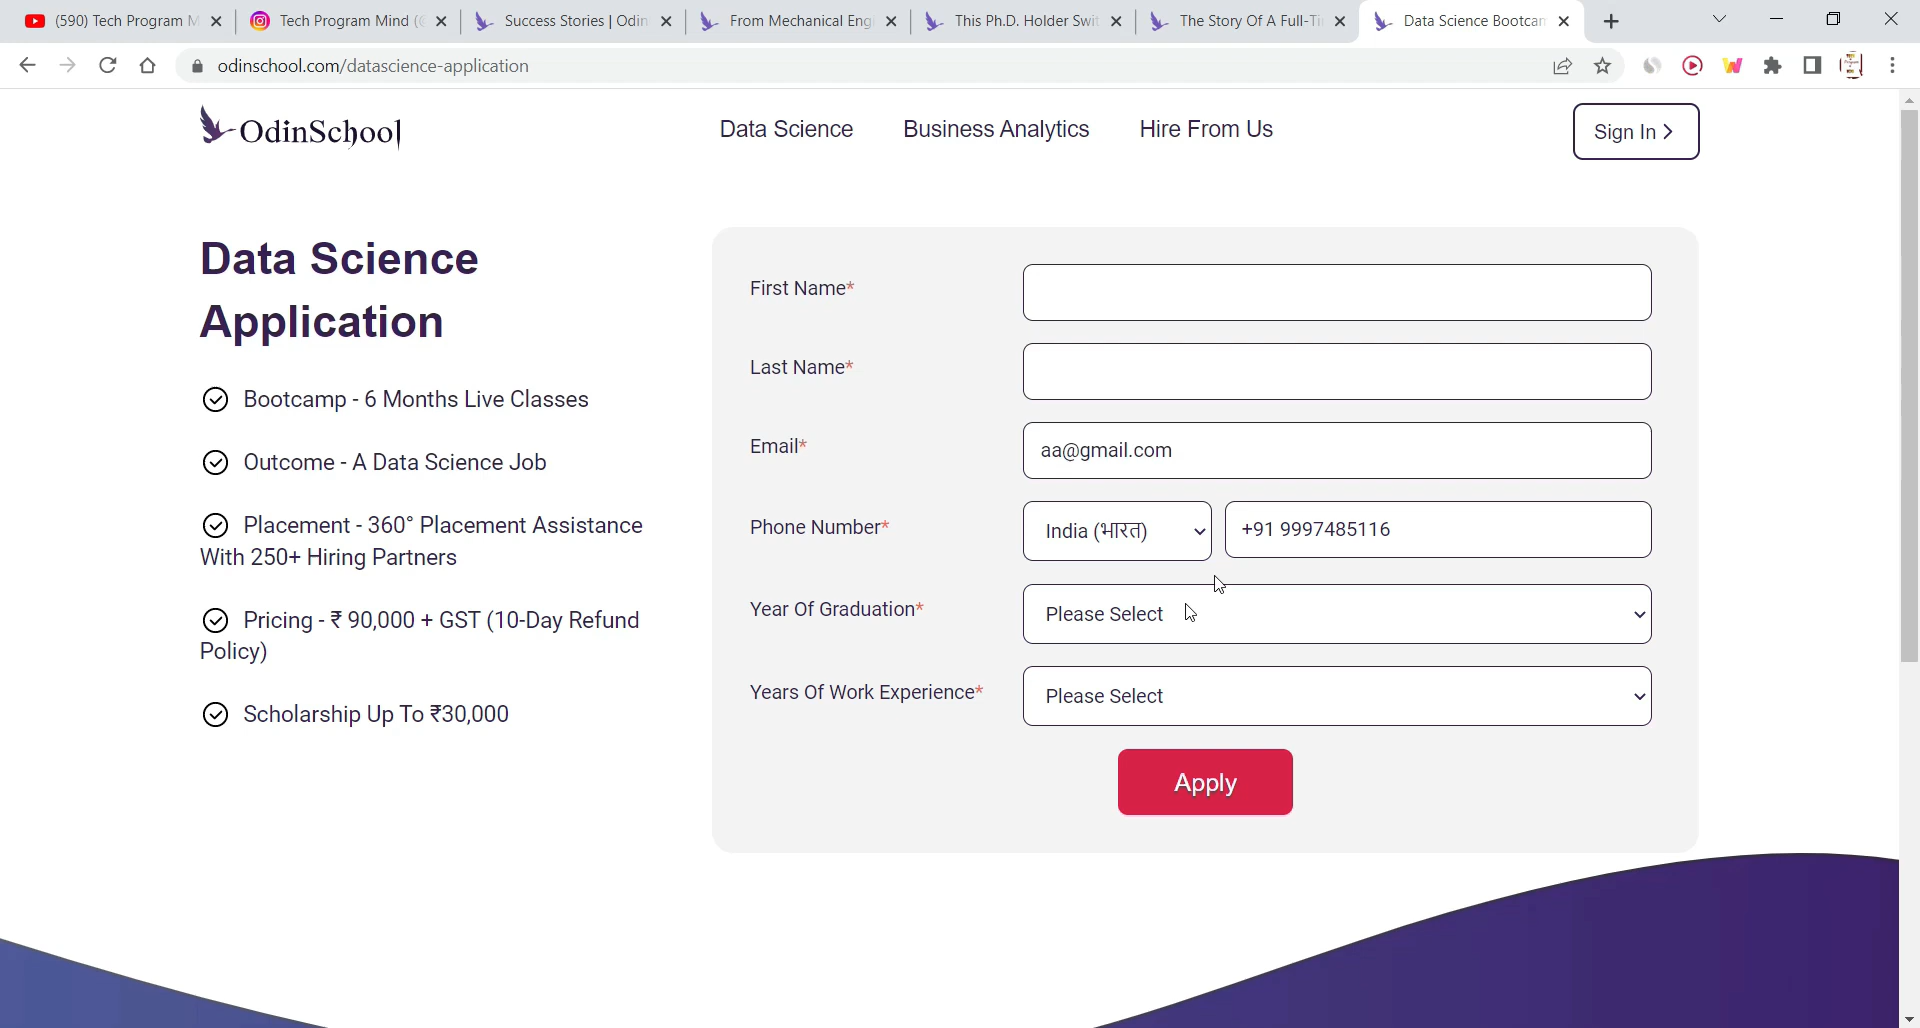 (590) Tech Program M
Tech Program Mind (
Success Stories | Odin
From Mechanical Eng
This Ph.D. Holder Swit
The Story Of A Full-Ti
Data Science Bootcam
odinschool.com/datascience-application
OdinSchool
Data Science
Business Analytics
Hire From Us
Sign In
Data Science
Application
Bootcamp - 6 Months Live Classes
Outcome - A Data Science Job
Placement - 360° Placement Assistance
With 250+ Hiring Partners
Pricing - ₹ 90,000 + GST (10-Day Refund
Policy)
Scholarship Up To ₹30,000
First Name*
Last Name*
Email*
aa@gmail.com
Phone Number*
India (भारत)
+91 9997485116
Year Of Graduation*
Please Select
Years Of Work Experience*
Please Select
Apply